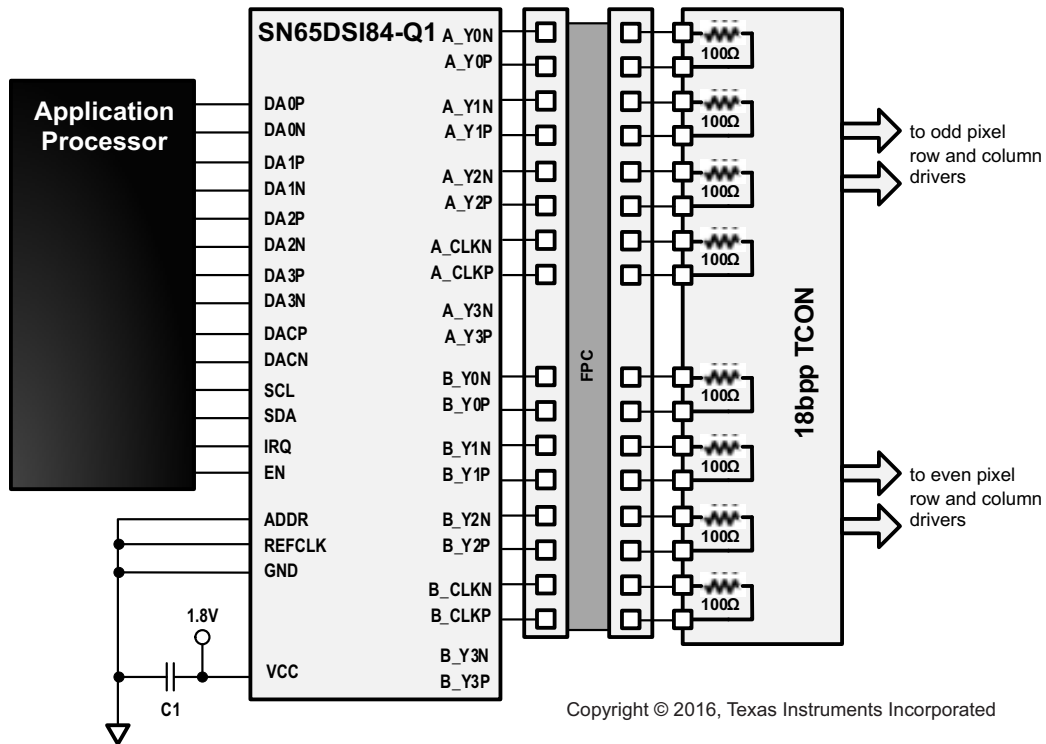 SN65DSI84-Q1
Application
Processor
DA0P
DA0N
DA1P
DA1N
DA2P
DA2N
DA3P
DA3N
DACP
DACN
SCL
SDA
IRQ
EN
ADDR
REFCLK
GND
1.8V
VCC
C1
A_Y0N
A_Y0P
A_Y1N
A_Y1P
A_Y2N
A_Y2P
A_CLKN
A_CLKP
A_Y3N
A_Y3P
B_Y0N
B_Y0P
B_Y1N
B_Y1P
B_Y2N
B_Y2P
B_CLKN
B_CLKP
B_Y3N
B_Y3P
FPC
100Ω
100Ω
100Ω
100Ω
100Ω
100Ω
100Ω
100Ω
18bpp TCON
to odd pixel
row and column
drivers
to even pixel
row and column
drivers
Copyright © 2016, Texas Instruments Incorporated